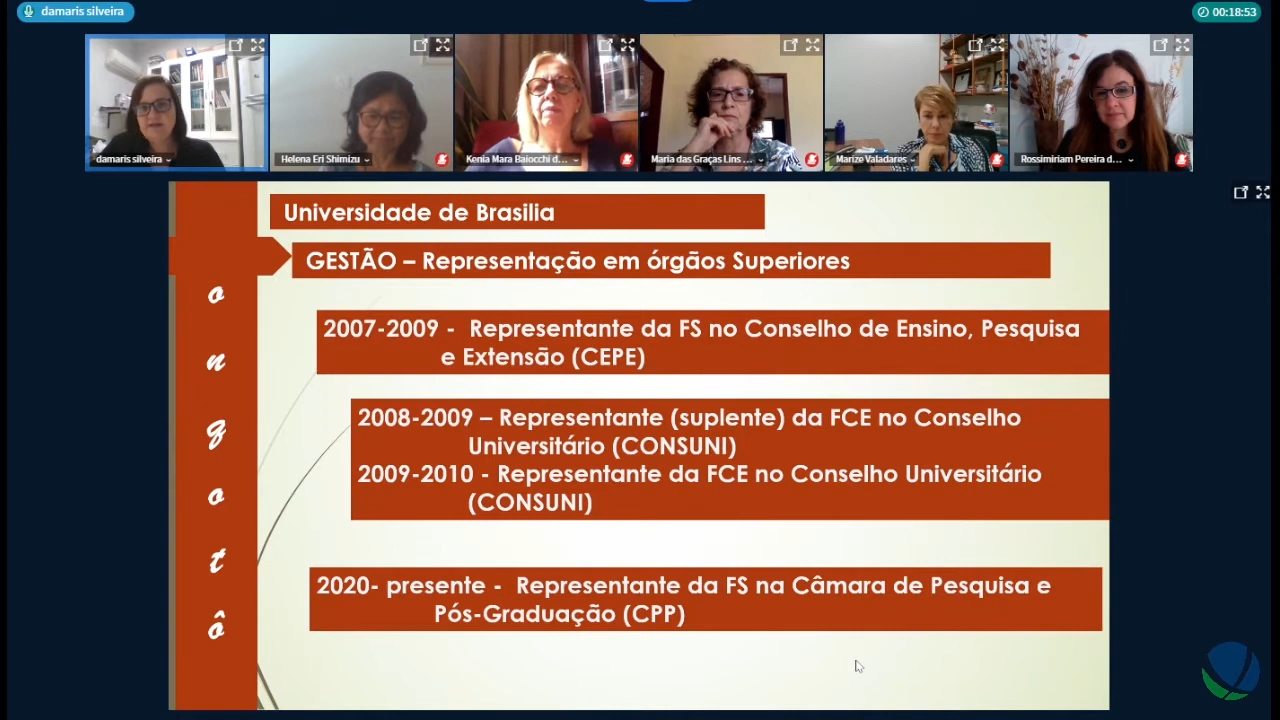 damaris silveira
00:18:53
damaris silveira
Helena Eri Shimizu
Kenia Mara Baiocchi d...
Maria das Graças Lins ...
Marize Valadares
Rossimiriam Pereira d...
Universidade de Brasilia
GESTÃO – Representação em órgãos Superiores
o
n
q
o
t
ô
2007-2009 - Representante da FS no Conselho de Ensino, Pesquisa
e Extensão (CEPE)
2008-2009 – Representante (suplente) da FCE no Conselho
Universitário (CONSUNI)
2009-2010 - Representante da FCE no Conselho Universitário
(CONSUNI)
2020- presente - Representante da FS na Câmara de Pesquisa e
Pós-Graduação (CPP)